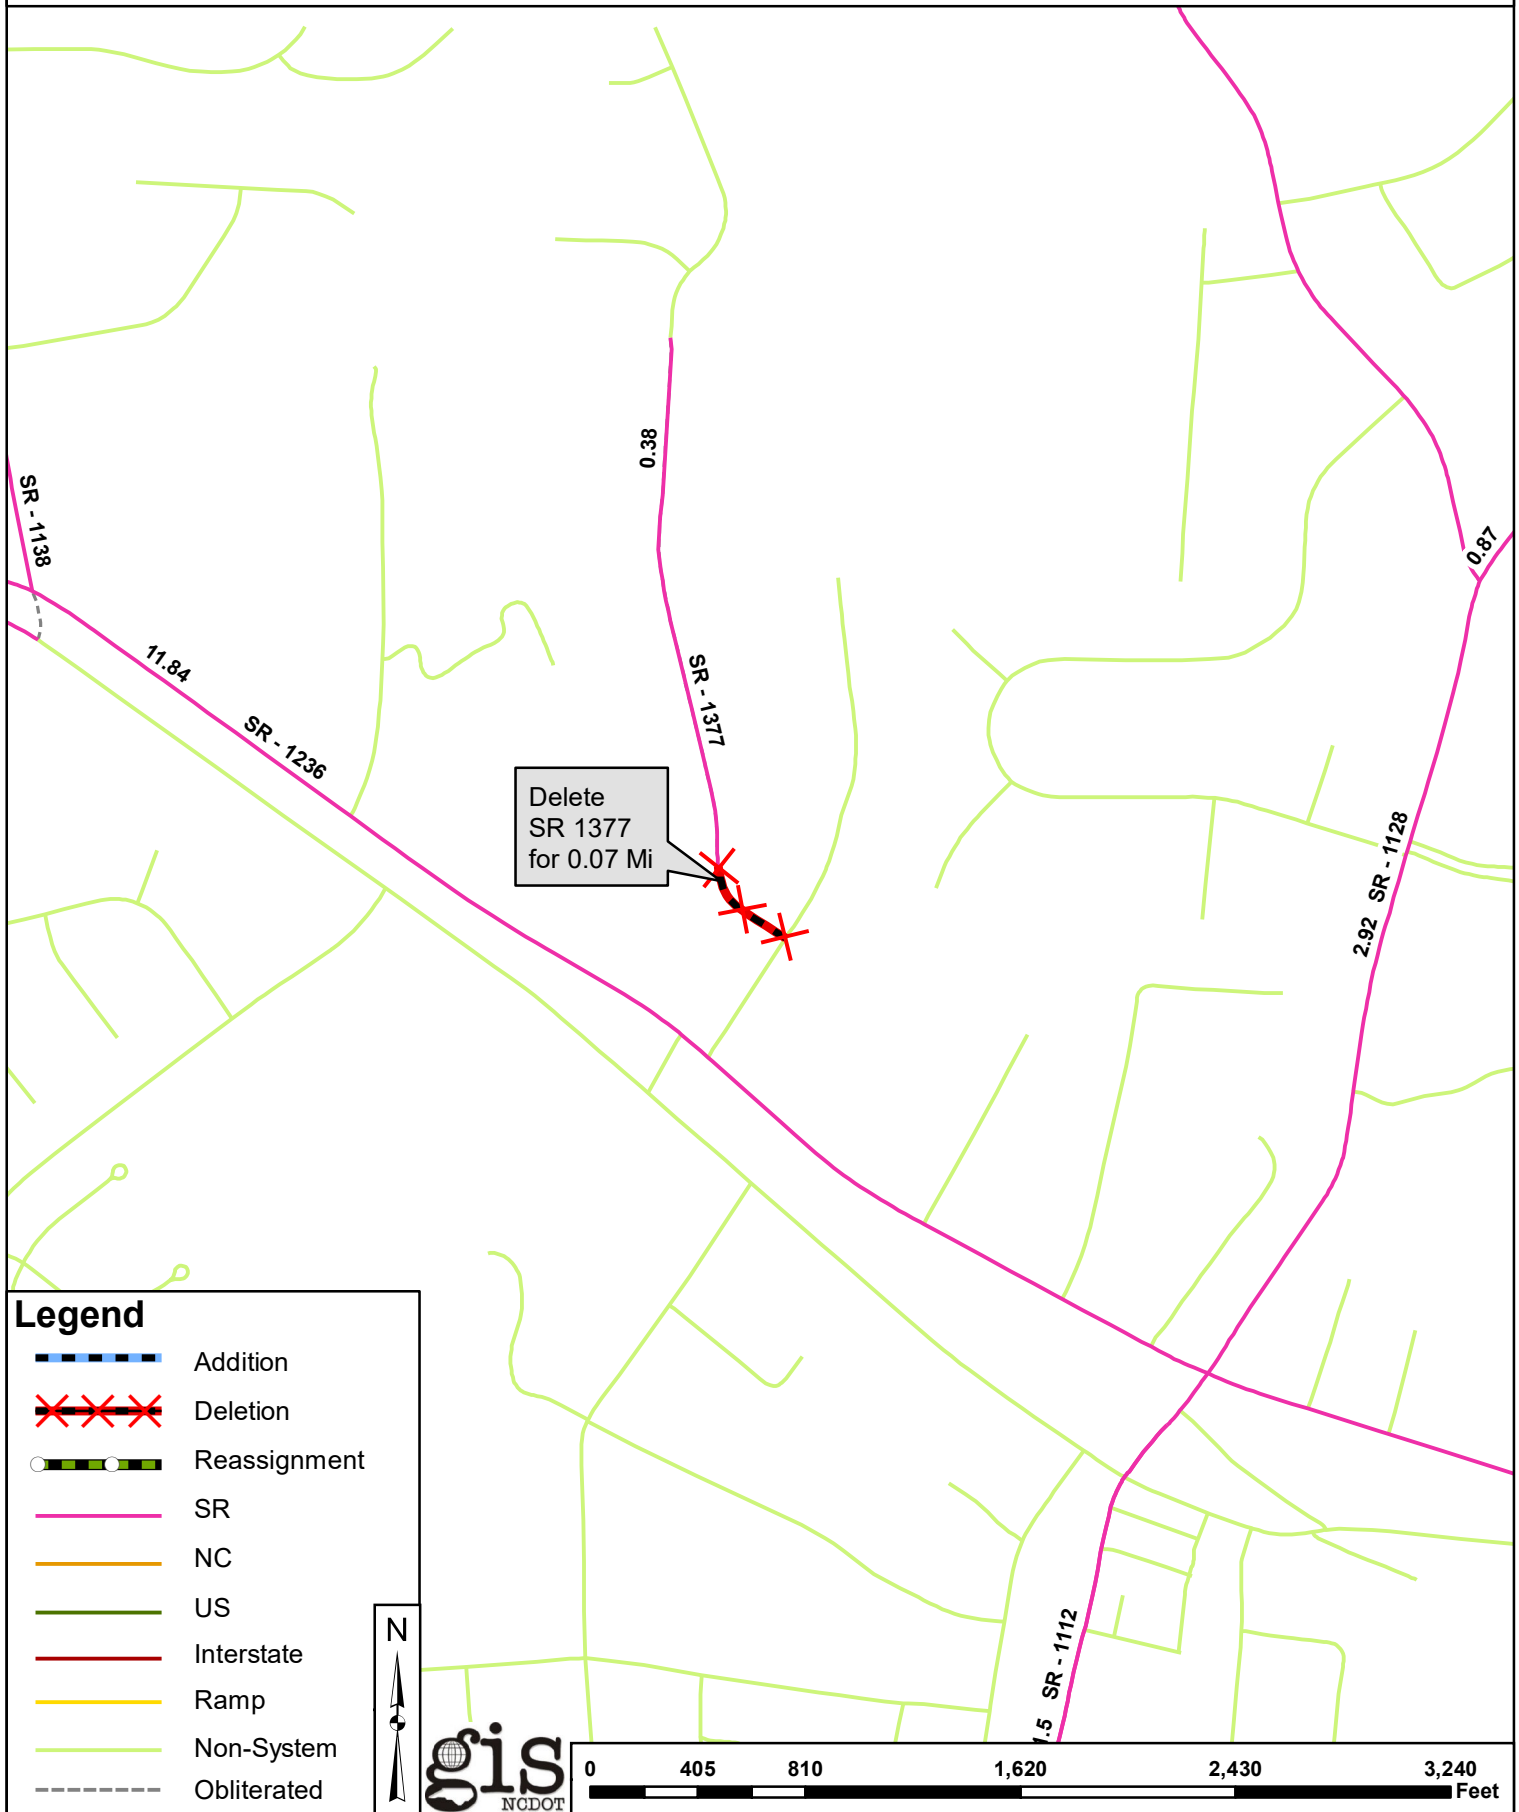 0.38
SR - 1138
0.87
11.84
SR - 1377
SR - 1236
Delete
SR 1377
for 0.07 Mi
2.92 SR - 1128
Legend
Addition
Deletion
Reassignment
SR
NC
US
Interstate
Ramp
Non-System
Obliterated
N
gis
NCDOT
1.5 SR - 1112
0 405 810 1,620 2,430 3,240
Feet